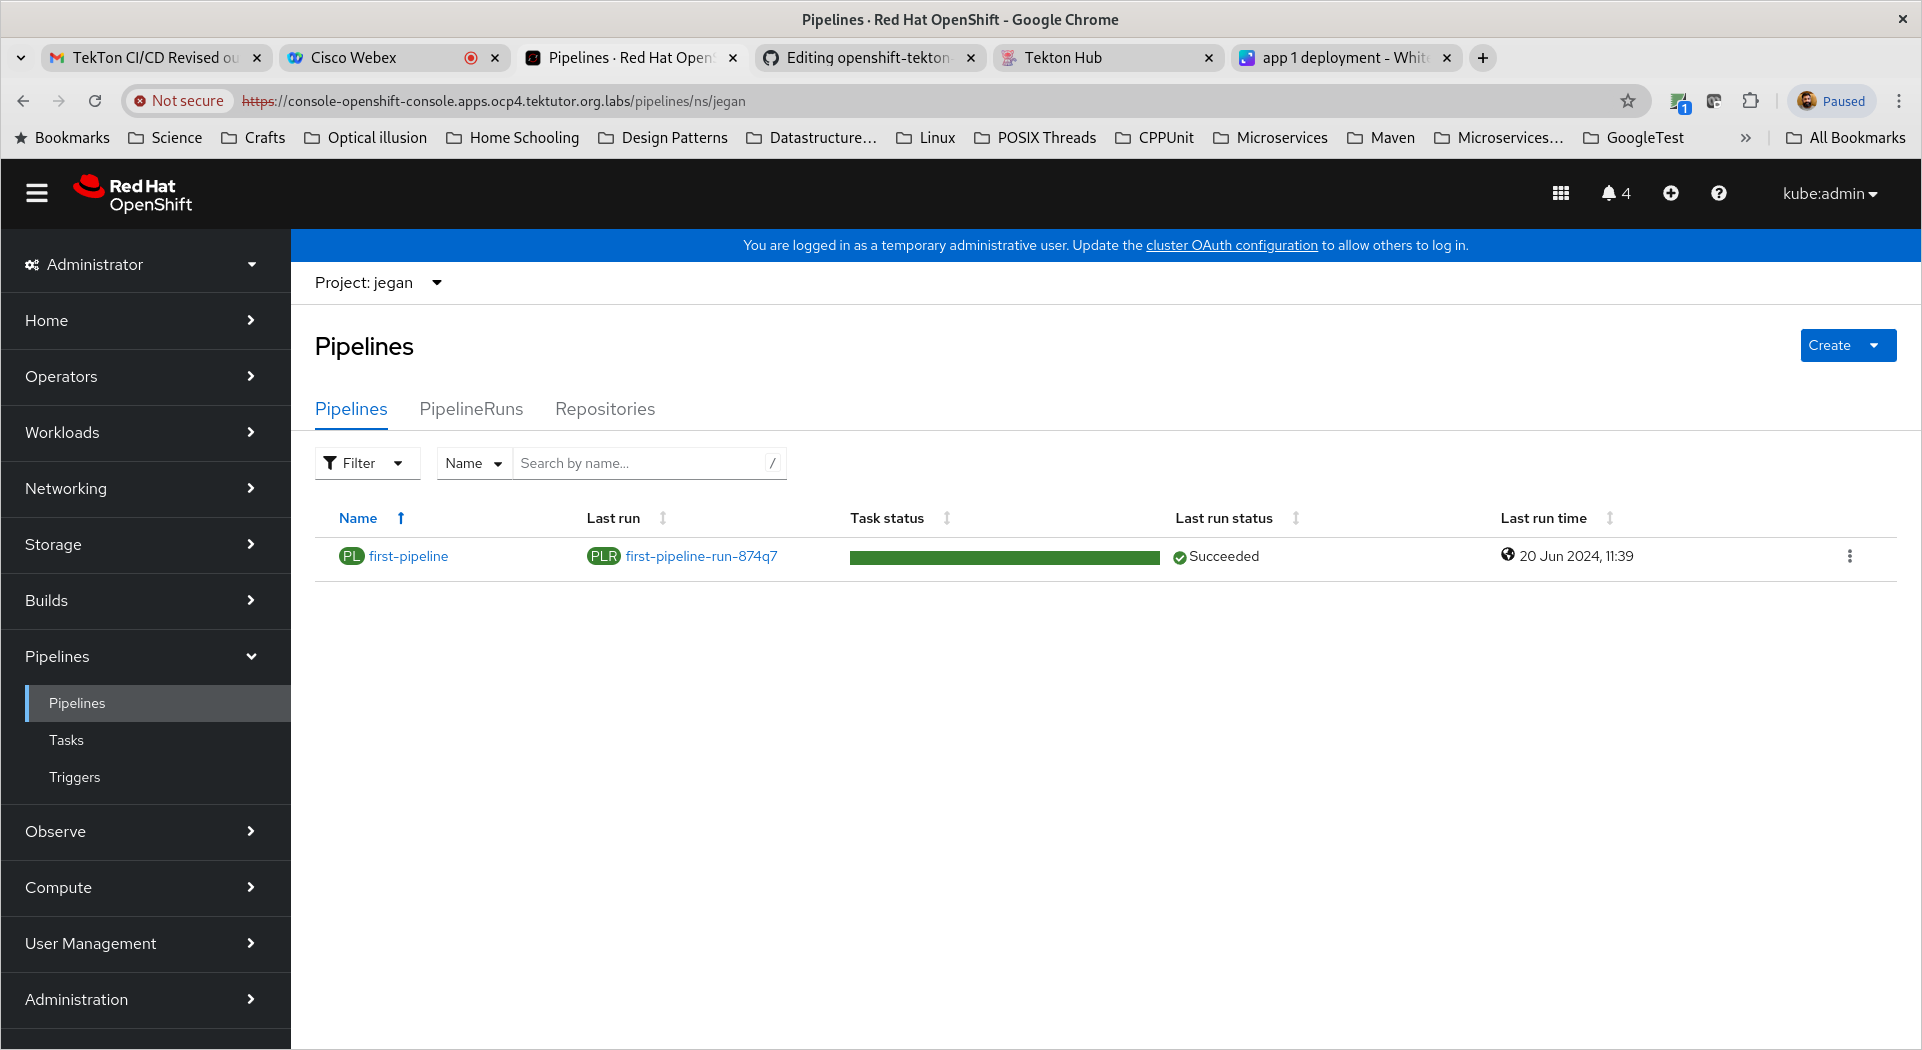 Pipelines · Red Hat OpenShift - Google Chrome
TekTon CI/CD Revised ou
Cisco Webex
Pipelines · Red Hat OpenS
Editing openshift-tekton-
Tekton Hub
app 1 deployment - White
Not secure
https://console-openshift-console.apps.ocp4.tektutor.org.labs/pipelines/ns/jegan
1
Paused
Bookmarks
Science
Crafts
Optical illusion
Home Schooling
Design Patterns
Datastructure…
Linux
POSIX Threads
CPPUnit
Microservices
Maven
Microservices…
GoogleTest
»
All Bookmarks
Red Hat
OpenShift
4
kube:admin
You are logged in as a temporary administrative user. Update the cluster OAuth configuration to allow others to log in.
Administrator
Home
Operators
Workloads
Networking
Storage
Builds
Pipelines
Pipelines
Tasks
Triggers
Observe
Compute
User Management
Administration
Project: jegan
Pipelines
Create
Pipelines
PipelineRuns
Repositories
Filter
Name
Search by name...
/
Name
Last run
Task status
Last run status
Last run time
PL first-pipeline
PLR first-pipeline-run-874q7
Succeeded
20 Jun 2024, 11:39